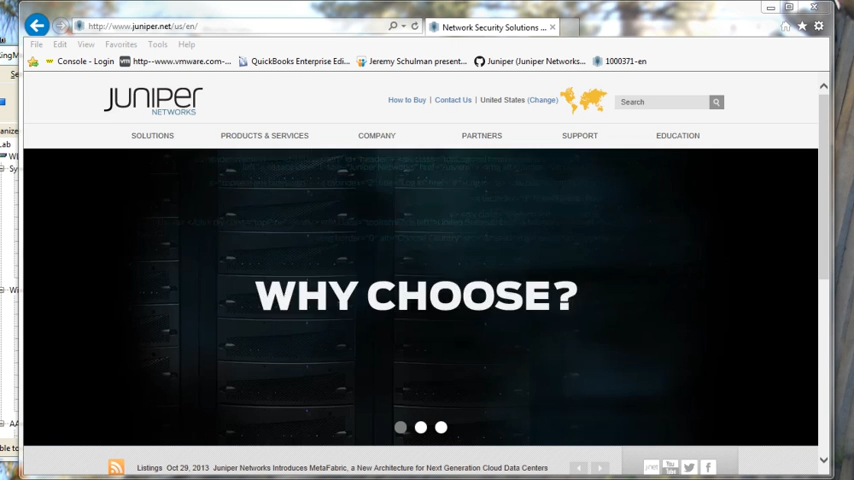 http://www.juniper.net/us/en/
Network Security Solutions ...
File Edit View Favorites Tools Help
Console - Login
http--www.vmware.com-...
QuickBooks Enterprise Edi...
Jeremy Schulman present...
Juniper (Juniper Networks...
1000371-en
JUNIPER
NETWORKS
How to Buy | Contact Us | United States (Change)
Search
SOLUTIONS PRODUCTS & SERVICES COMPANY PARTNERS SUPPORT EDUCATION
WHY CHOOSE?
Listings Oct 29, 2013 Juniper Networks Introduces MetaFabric, a New Architecture for Next Generation Cloud Data Centers